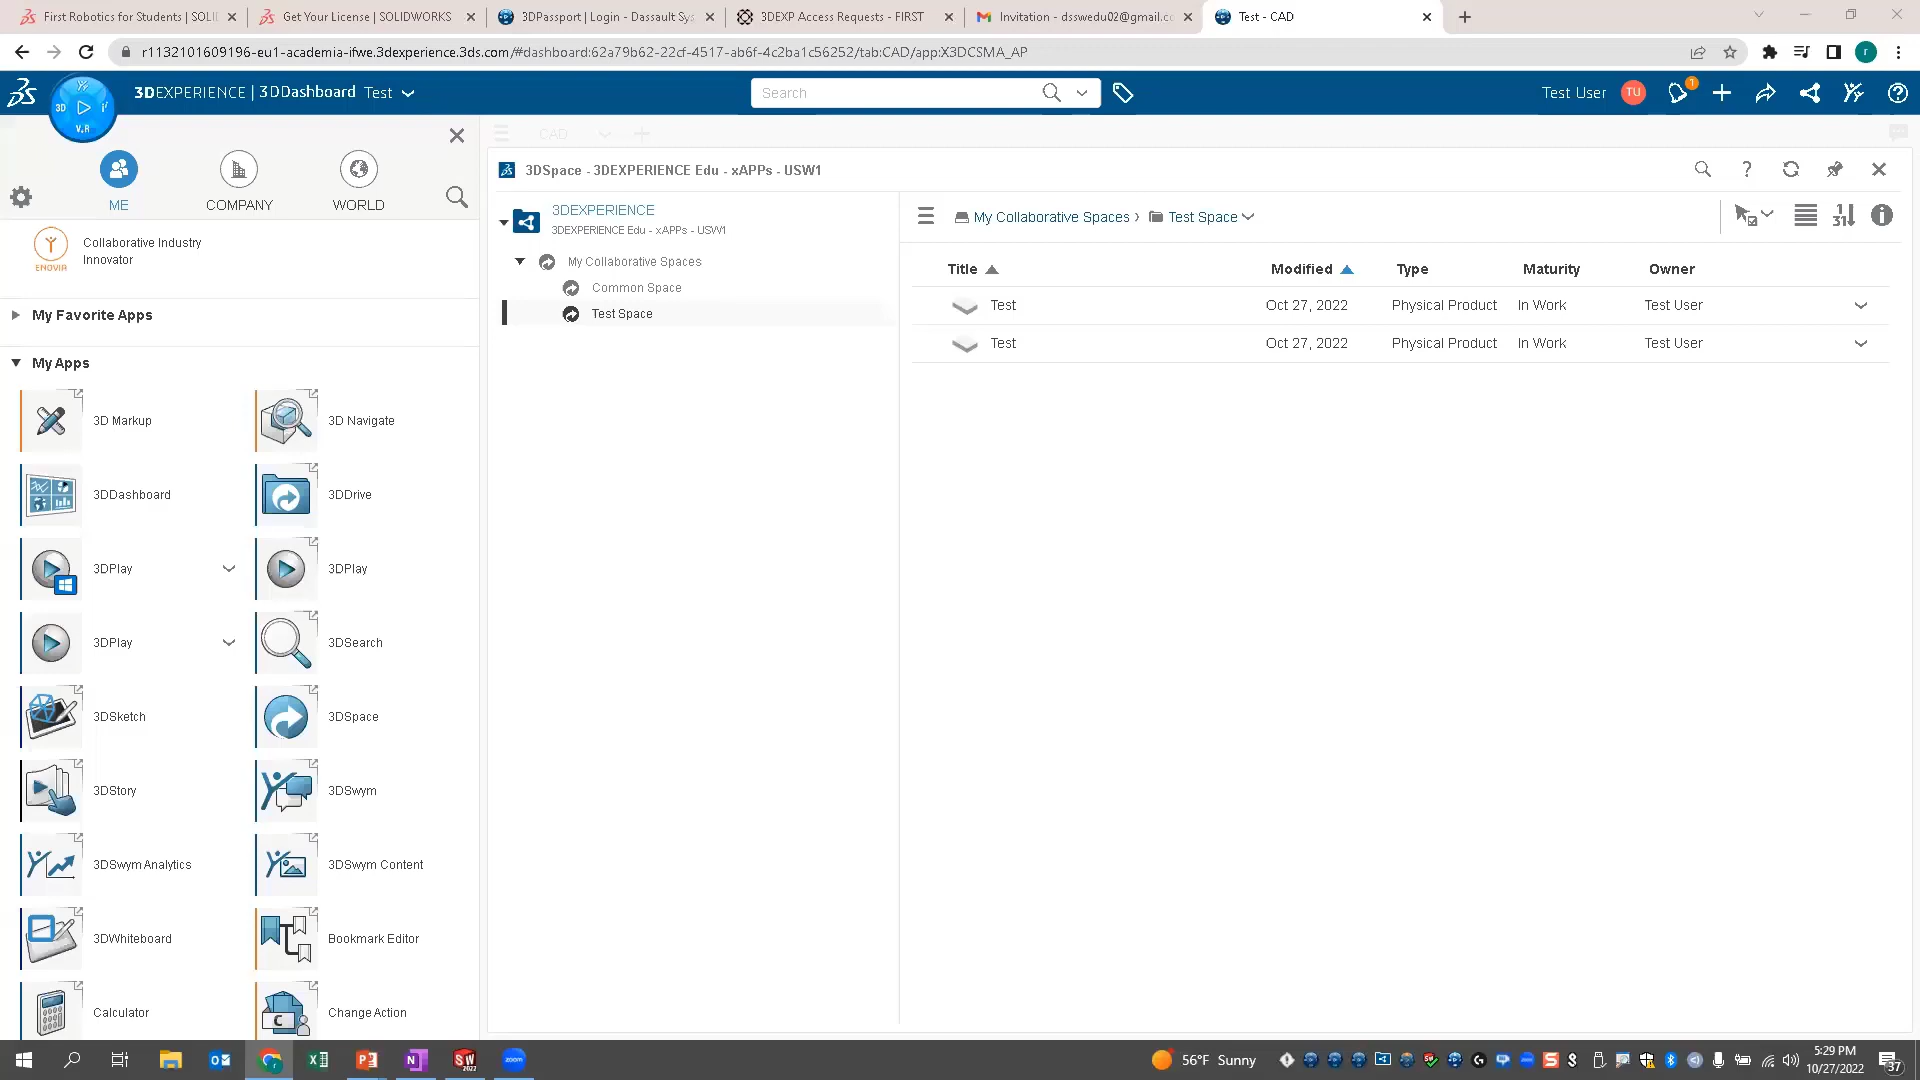 First Robotics for Students | SOLI
Get Your License | SOLIDWORKS
3DPassport | Login - Dassault Sys
3DEXP Access Requests - FIRST
Invitation - dsswedu02@gmail.co
Test - CAD
r1132101609196-eu1-academia-ifwe.3dexperience.3ds.com/#dashboard:62a79b62-22cf-4517-ab6f-4c2ba1c56252/tab:CAD/app:X3DCSMA_AP
r
3D
V.R
3DEXPERIENCE | 3DDashboard Test
Search
Test User
TU
1
ME
COMPANY
WORLD
ENOVIA
Collaborative Industry
Innovator
My Favorite Apps
My Apps
3D Markup
3D Navigate
3DDashboard
3DDrive
3DPlay
3DPlay
3DPlay
3DSearch
3DSketch
3DSpace
3DStory
3DSwym
3DSwym Analytics
3DSwym Content
3DWhiteboard
Bookmark Editor
Calculator
Change Action
CAD
3DSpace - 3DEXPERIENCE Edu - xAPPs - USW1
3DEXPERIENCE
3DEXPERIENCE Edu - xAPPs - USW1
My Collaborative Spaces
Common Space
Test Space
My Collaborative Spaces › Test Space
Title Modified Type Maturity Owner
Test Oct 27, 2022 Physical Product In Work Test User
Test Oct 27, 2022 Physical Product In Work Test User
zoom
56°F Sunny
5:29 PM
10/27/2022
37